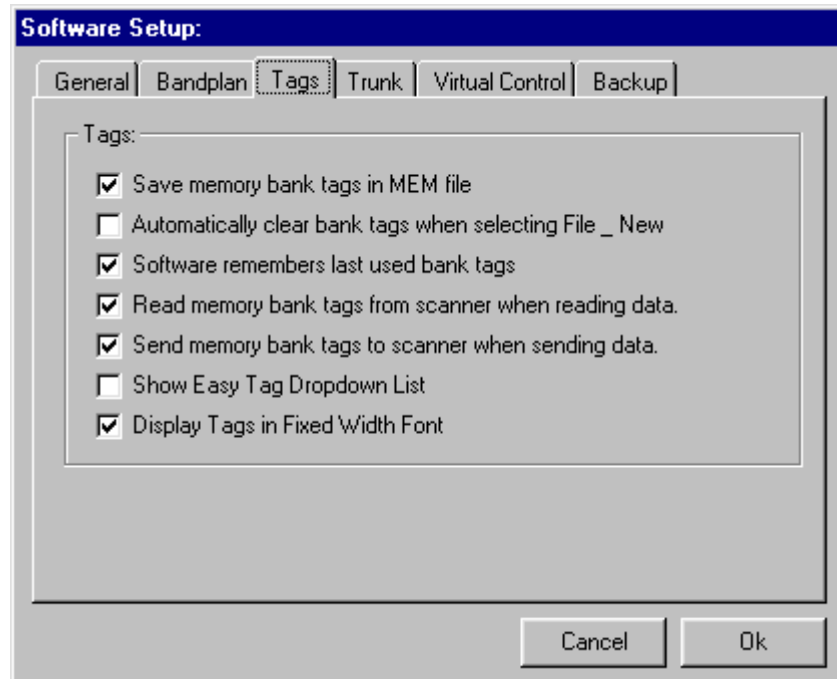 Software Setup:
General Bandplan Tags Trunk Virtual Control Backup
Tags:
Save memory bank tags in MEM file
Automatically clear bank tags when selecting File _ New
Software remembers last used bank tags
Read memory bank tags from scanner when reading data.
Send memory bank tags to scanner when sending data.
Show Easy Tag Dropdown List
Display Tags in Fixed Width Font
Cancel Ok